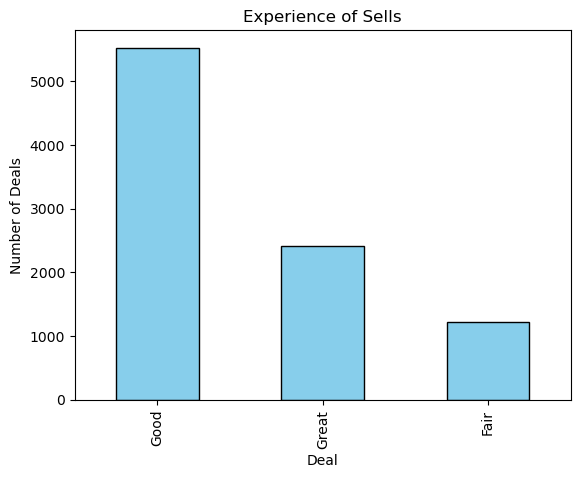 Experience of Sells
Number of Deals
5000
4000
3000
2000
1000
0
Good
Great
Fair
Deal